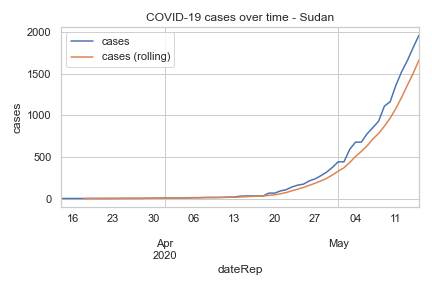 COVID-19 cases over time - Sudan
cases
cases (rolling)
cases
2000
1500
1000
500
0
16 23 30 06 13 20 27 04 11
Apr May
2020
dateRep